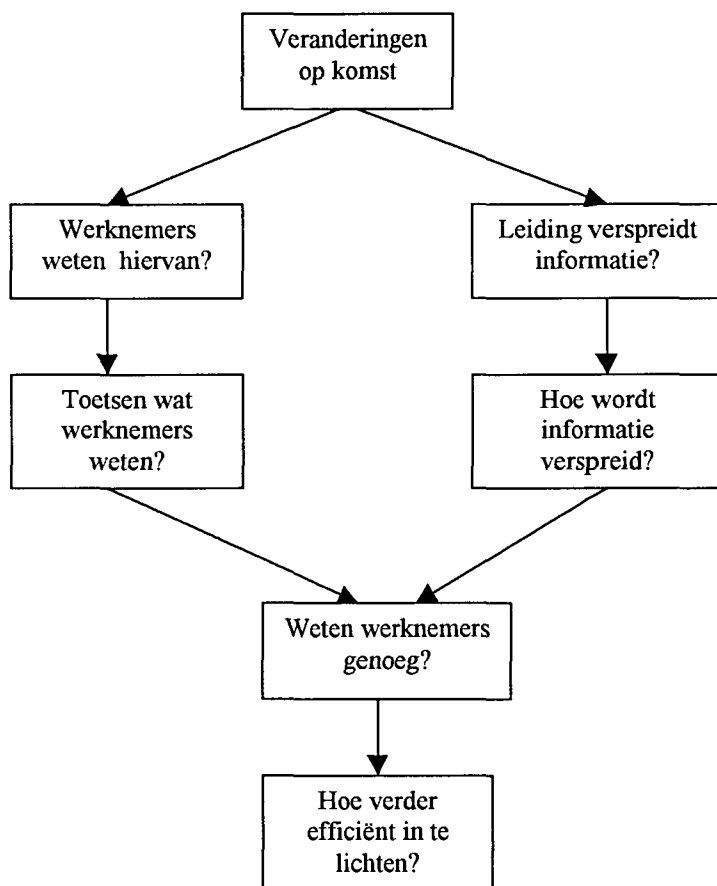 Veranderingen
op komst
Werknemers
weten hiervan?
Leiding verspreidt
informatie?
Toetsen wat
werknemers
weten?
Hoe wordt
informatie
verspreid?
Weten werknemers
genoeg?
Hoe verder
efficiënt in te
lichten?